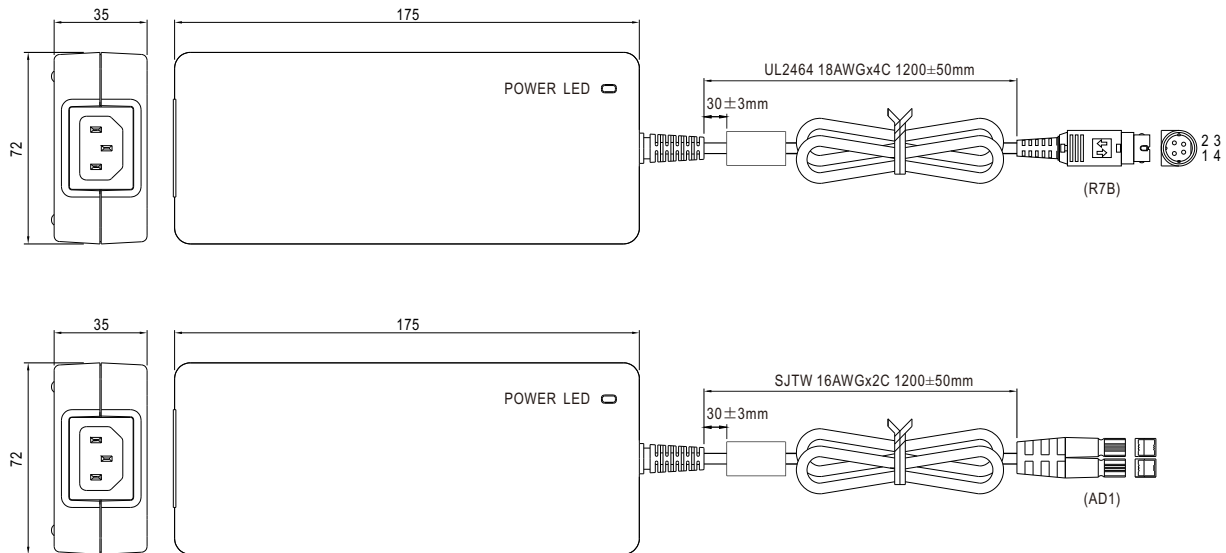 35
175
UL2464 18AWGx4C 1200±50mm
POWER LED
30±3mm
72
2 3
1 4
(R7B)
35
175
SJTW 16AWGx2C 1200±50mm
POWER LED
30±3mm
72
(AD1)